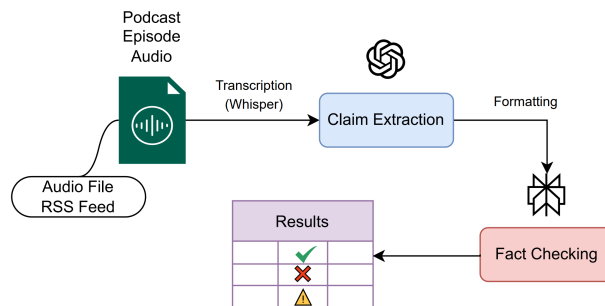 Podcast
Episode
Audio
Transcription
(Whisper)
Claim Extraction
Formatting
Audio File
RSS Feed
Results
Fact Checking